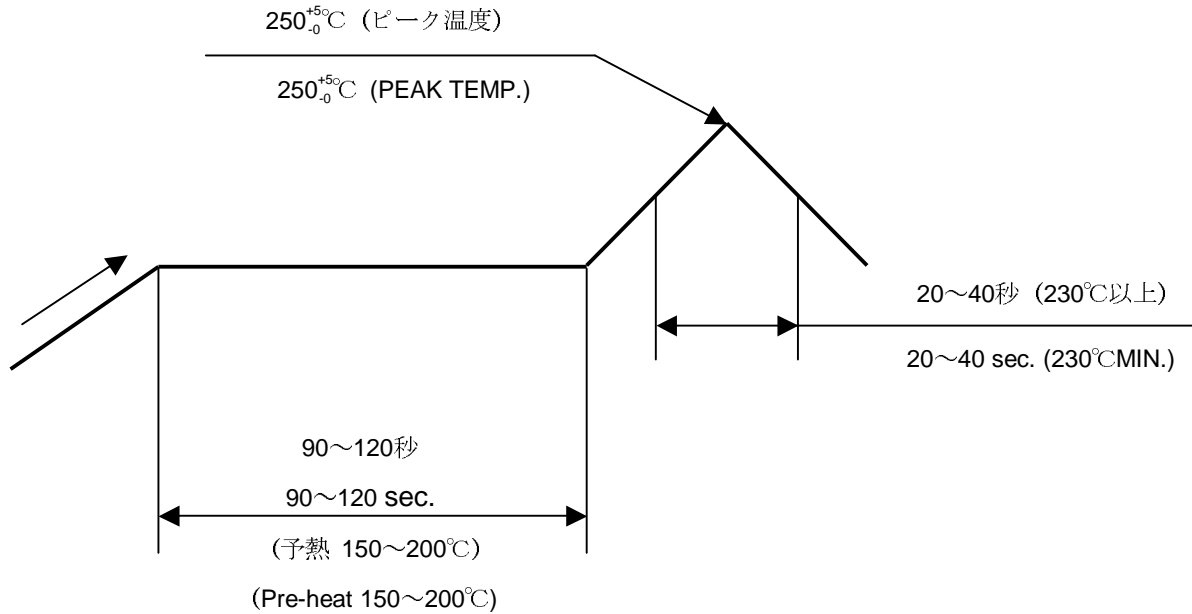 250+5-0℃ (ピーク温度)
250+5-0℃ (PEAK TEMP.)
20～40秒 (230℃以上)
20～40 sec. (230℃MIN.)
90～120秒
90～120 sec.
(予熱 150～200℃)
(Pre-heat 150～200℃)